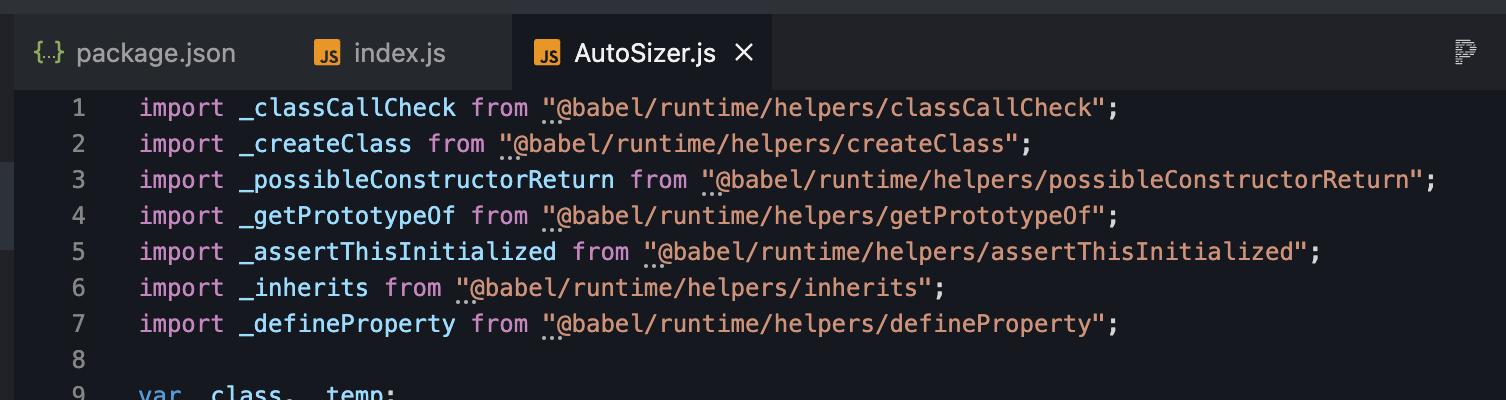 {..} package.json JS index.js JS AutoSizer.js
1 import _classCallCheck from "@babel/runtime/helpers/classCallCheck";
2 import _createClass from "@babel/runtime/helpers/createClass";
3 import _possibleConstructorReturn from "@babel/runtime/helpers/possibleConstructorReturn";
4 import _getPrototypeOf from "@babel/runtime/helpers/getPrototypeOf";
5 import _assertThisInitialized from "@babel/runtime/helpers/assertThisInitialized";
6 import _inherits from "@babel/runtime/helpers/inherits";
7 import _defineProperty from "@babel/runtime/helpers/defineProperty";
8
9 var _class, _temp;